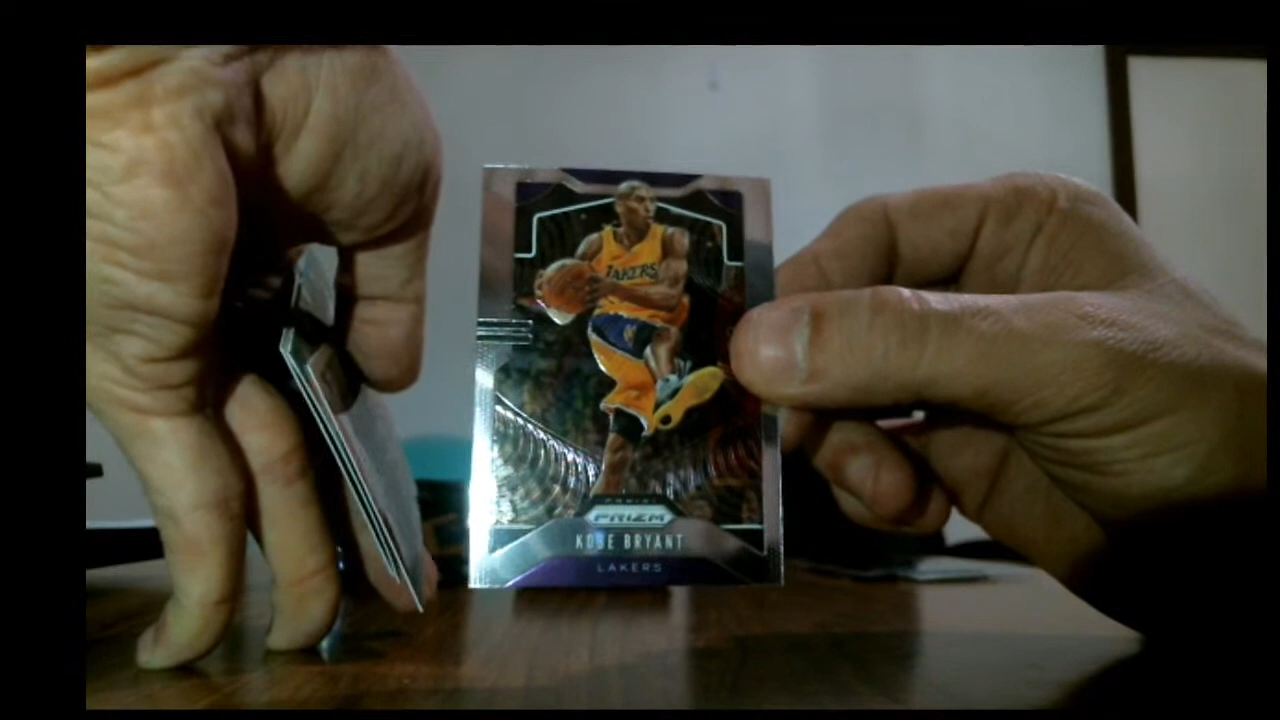 LAKERS
PANINI
PRIZM
KOBE BRYANT
LAKERS